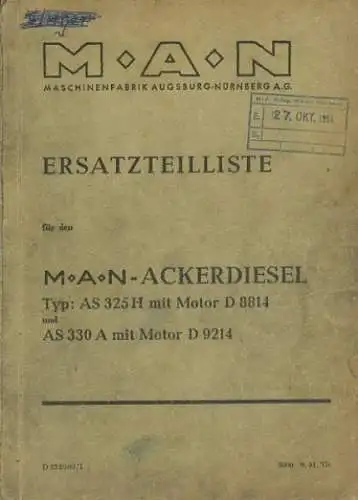 M·A·N
MASCHINENFABRIK AUGSBURG-NÜRNBERG A.G.
E. 27. OKT. 1951
ERSATZTEILLISTE
für den
M·A·N-ACKERDIESEL
Typ: AS 325 H mit Motor D 8814
und
AS 330 A mit Motor D 9214